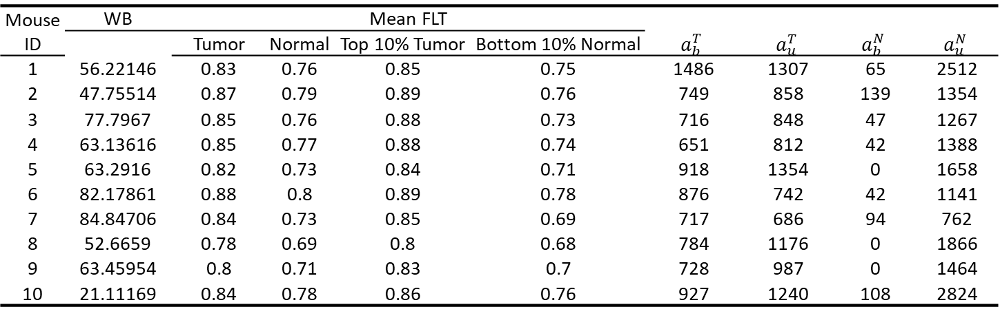 Mouse ID WB Mean FLT
Tumor Normal Top 10% Tumor Bottom 10% Normal a_b^T a_u^T a_b^N a_u^N
1 56.22146 0.83 0.76 0.85 0.75 1486 1307 65 2512
2 47.75514 0.87 0.79 0.89 0.76 749 858 139 1354
3 77.7967 0.85 0.76 0.88 0.73 716 848 47 1267
4 63.13616 0.85 0.77 0.88 0.74 651 812 42 1388
5 63.2916 0.82 0.73 0.84 0.71 918 1354 0 1658
6 82.17861 0.88 0.8 0.89 0.78 876 742 42 1141
7 84.84706 0.84 0.73 0.85 0.69 717 686 94 762
8 52.6659 0.78 0.69 0.8 0.68 784 1176 0 1866
9 63.45954 0.8 0.71 0.83 0.7 728 987 0 1464
10 21.11169 0.84 0.78 0.86 0.76 927 1240 108 2824